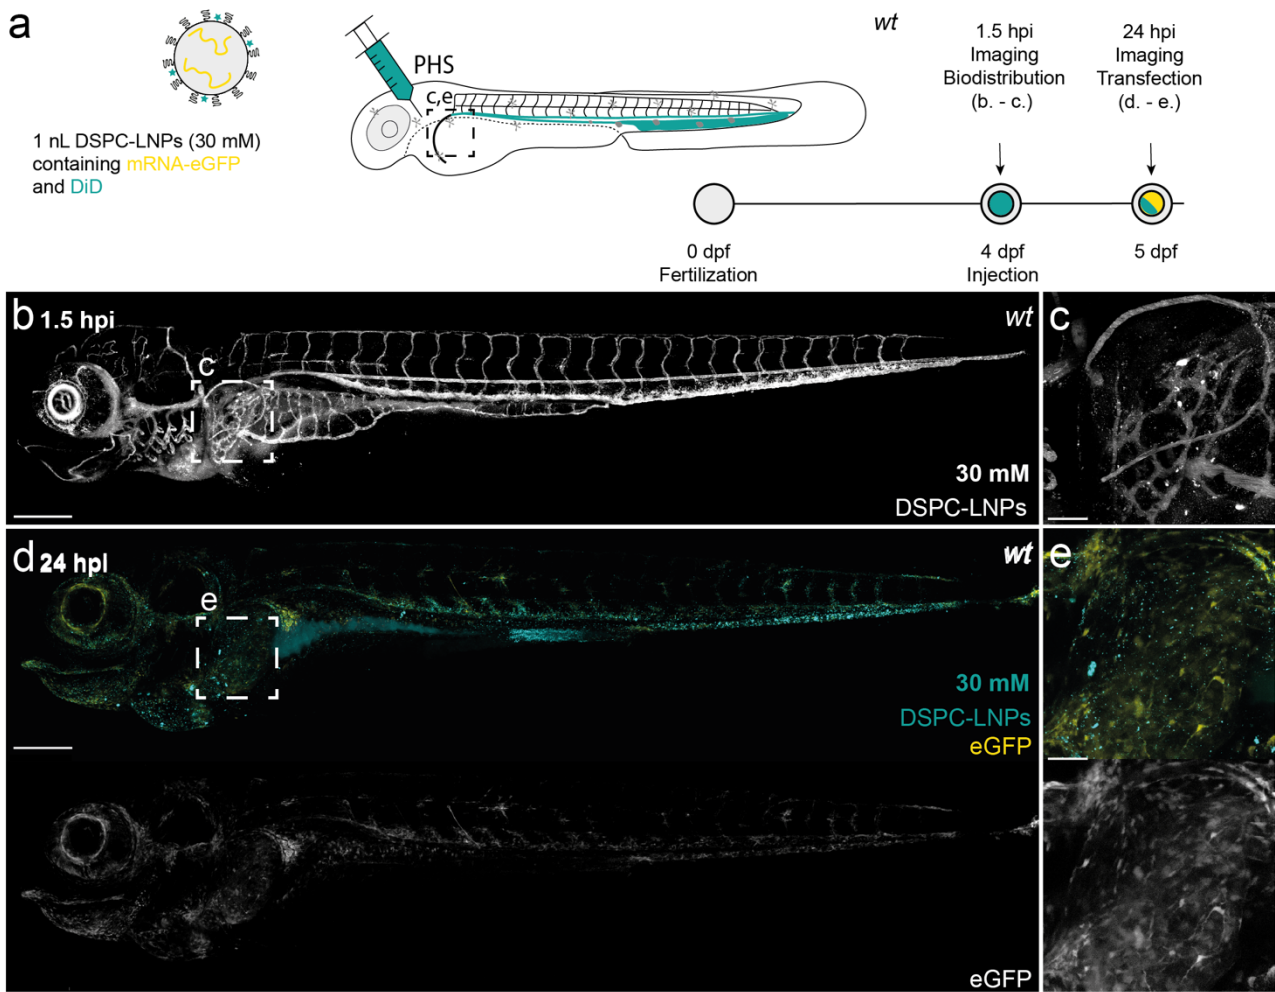 a
1 nL DSPC-LNPs (30 mM)
containing mRNA-eGFP
and DiD
PHS
c,e
wt
1.5 hpi
Imaging
Biodistribution
(b. - c.)
24 hpi
Imaging
Transfection
(d. - e.)
0 dpf
Fertilization
4 dpf
Injection
5 dpf
b 1.5 hpi
wt
c
30 mM
DSPC-LNPs
c
d 24 hpi
wt
e
30 mM
DSPC-LNPs
eGFP
e
eGFP